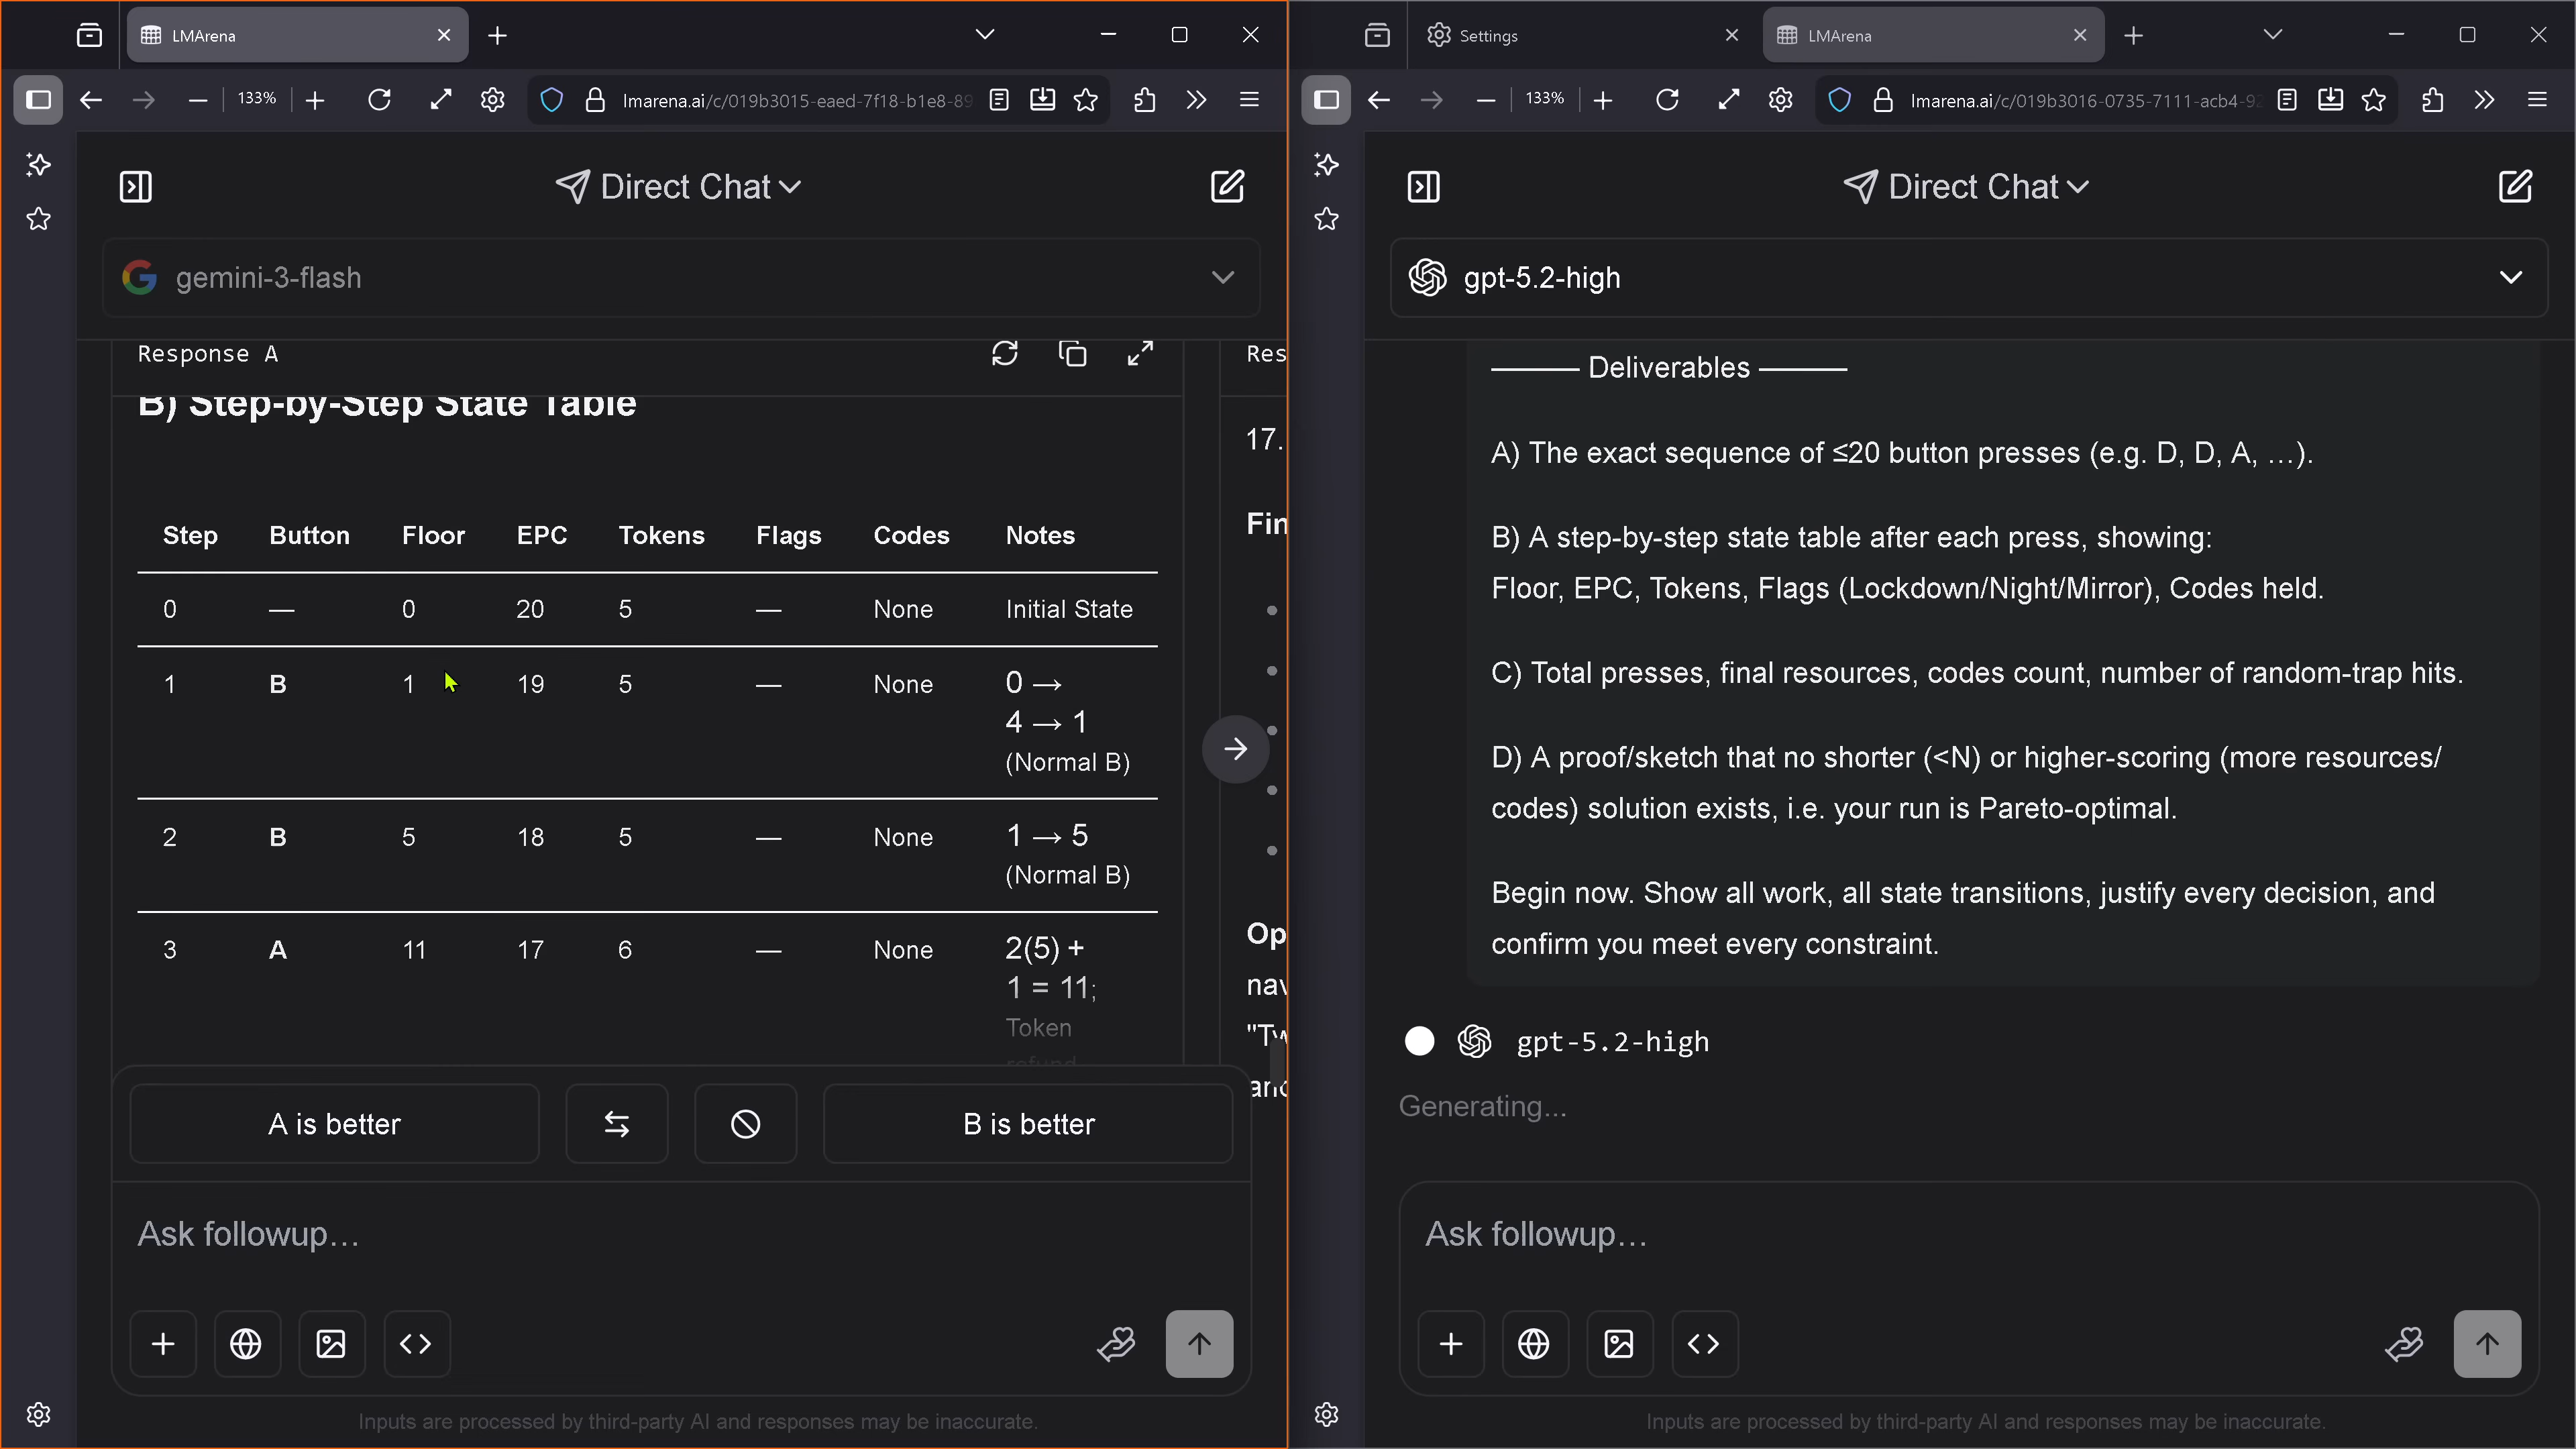 LMArena
133%
lmarena.ai/c/019b3015-eaed-7f18-b1e8-89
Direct Chat
gemini-3-flash
Response A
B) Step-by-Step State Table
Step Button Floor EPC Tokens Flags Codes Notes
0 — 0 20 5 — None Initial State
1 B 1 19 5 — None 0 →
4 → 1
(Normal B)
2 B 5 18 5 — None 1 → 5
(Normal B)
3 A 11 17 6 — None 2(5) +
1 = 11;
Token
refund
Res
17.
Fin
Op
nav
"Tw
and
A is better
B is better
Ask followup…
Inputs are processed by third-party AI and responses may be inaccurate.
Settings
LMArena
133%
lmarena.ai/c/019b3016-0735-7111-acb4-92
Direct Chat
gpt-5.2-high
——— Deliverables ———
A) The exact sequence of ≤20 button presses (e.g. D, D, A, …).
B) A step-by-step state table after each press, showing:
Floor, EPC, Tokens, Flags (Lockdown/Night/Mirror), Codes held.
C) Total presses, final resources, codes count, number of random-trap hits.
D) A proof/sketch that no shorter (<N) or higher-scoring (more resources/
codes) solution exists, i.e. your run is Pareto-optimal.
Begin now. Show all work, all state transitions, justify every decision, and
confirm you meet every constraint.
gpt-5.2-high
Generating...
Ask followup…
Inputs are processed by third-party AI and responses may be inaccurate.